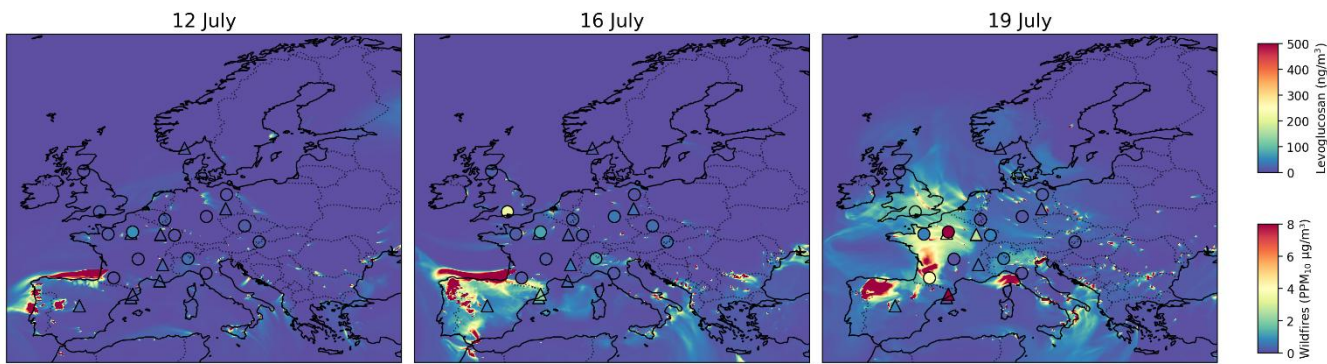 12 July
16 July
19 July
500
400
300
200
100
0
Levoglucosan (ng/m³)
8
6
4
2
0
Wildfires (PPM₁₀ µg/m³)